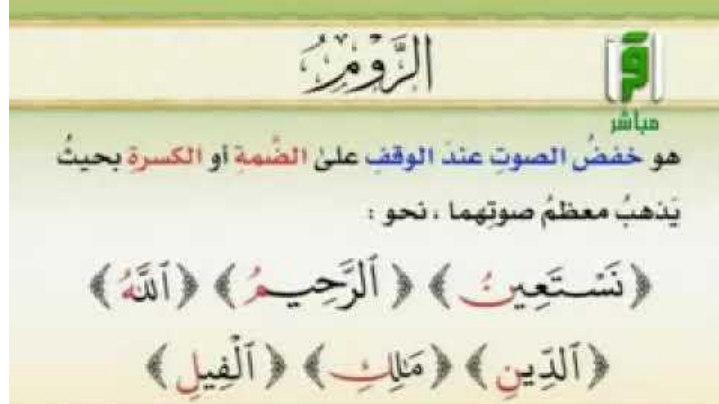 الرَّوْمُ
اقرأ
مباشر
هو خفضُ الصوتِ عندَ الوقفِ علىٰ الضَّمةِ أو الكسرةِ بحيثُ
يَذهبُ معظمُ صوتِهما ، نحو :
﴿نَسْتَعِينُ﴾ ﴿ٱلرَّحِيمُ﴾ ﴿ٱللَّهُ﴾
﴿ٱلدِّينِ﴾ ﴿مَٰلِكِ﴾ ﴿ٱلْفِيلِ﴾